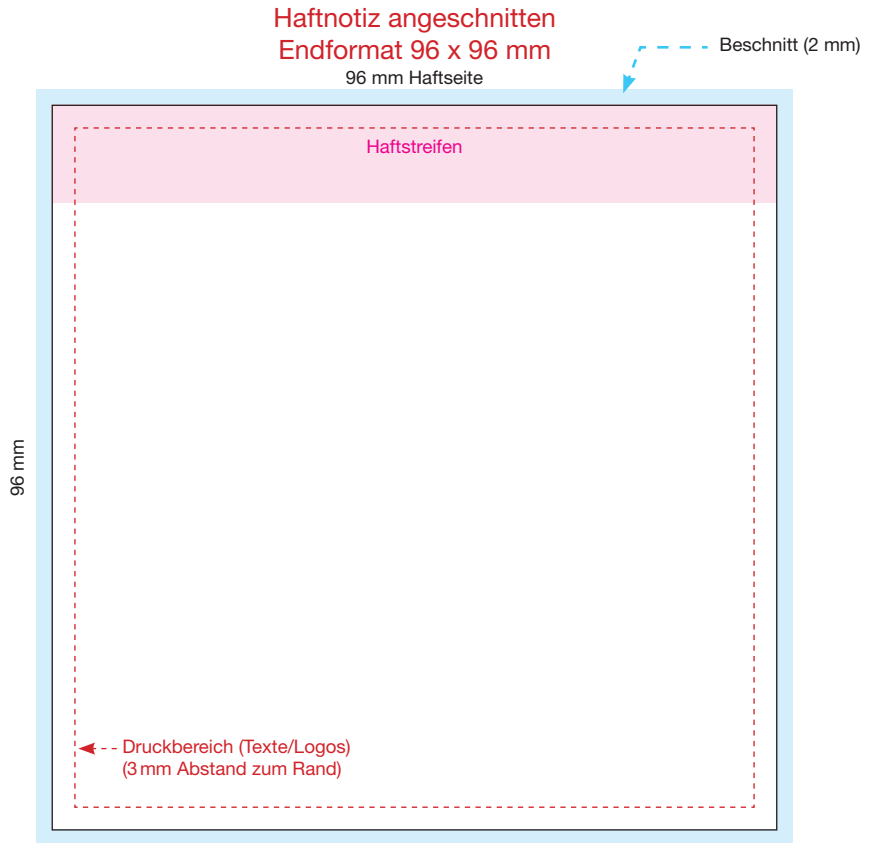 Haftnotiz angeschnitten
Endformat 96 x 96 mm
96 mm Haftseite
Beschnitt (2 mm)
Haftstreifen
96 mm
Druckbereich (Texte/Logos)
(3 mm Abstand zum Rand)